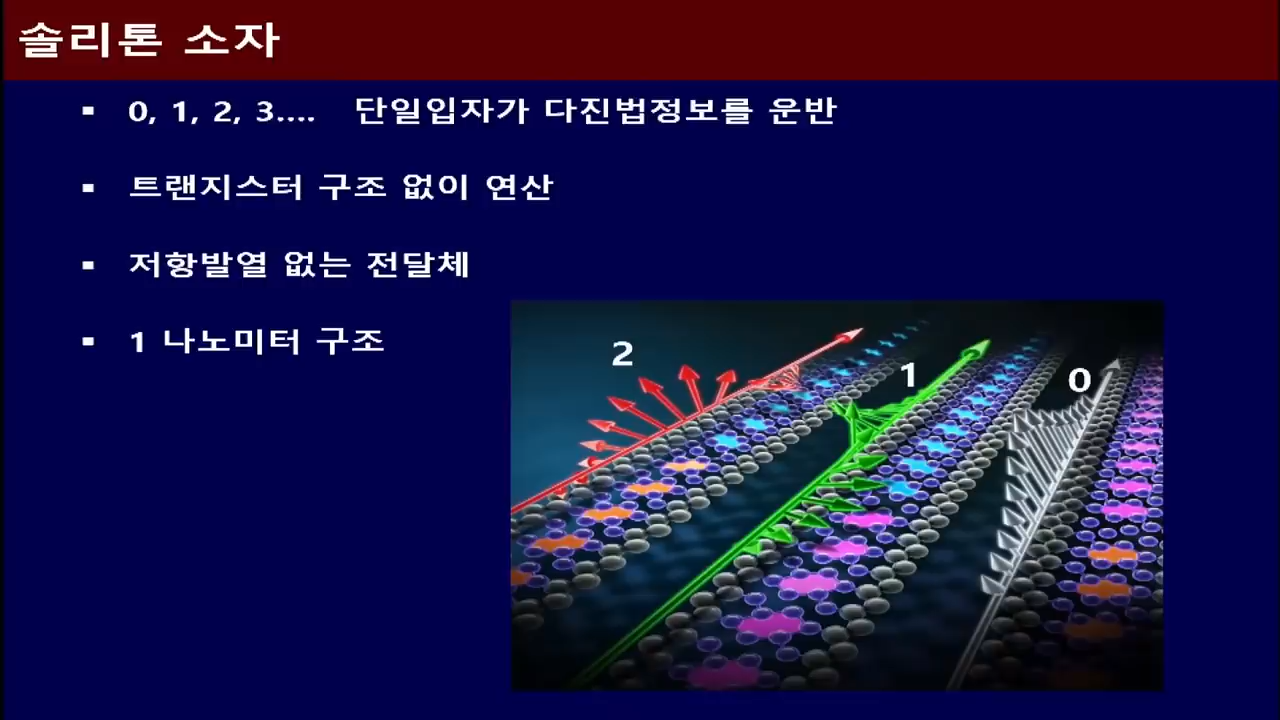 솔리톤 소자
▪ 0, 1, 2, 3.... 단일입자가 다진법정보를 운반
▪ 트랜지스터 구조 없이 연산
▪ 저항발열 없는 전달체
▪ 1 나노미터 구조
2
1
0